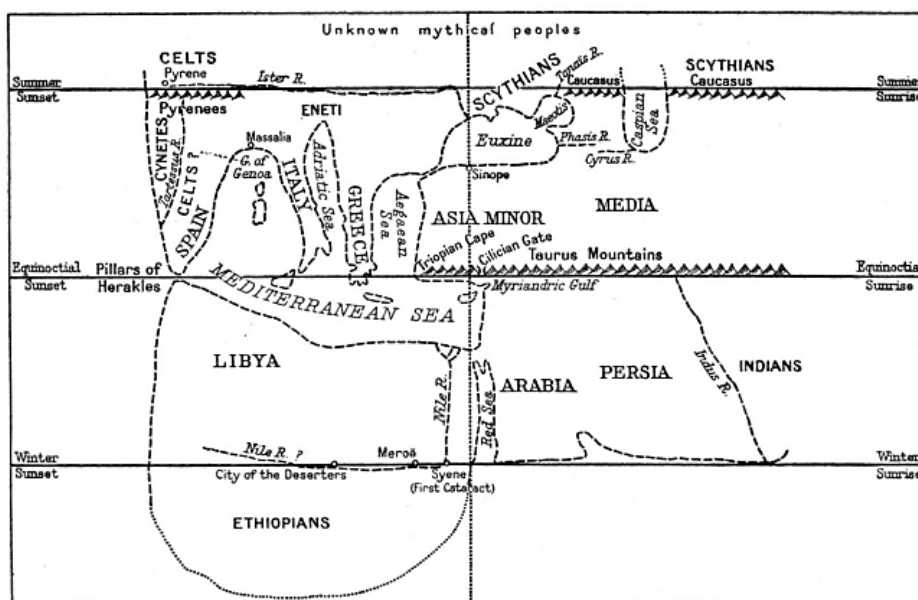 Unknown mythical peoples
CELTS
Pyrene
Ister R.
SCYTHIANS
Tanais R.
Caucasus
SCYTHIANS
Caucasus
Summer
Sunset
Summer
Sunrise
Pyrenees
ENETI
Maeotis
Caspian Sea
CYNETES
Tartessus R.
CELTS ?
Massalia
G. of Genoa
ITALY
Adriatic Sea
Euxine
Phasis R.
Cyrus R.
Sinope
SPAIN
GREECE
Aegaean Sea
ASIA MINOR
MEDIA
Triopian Cape
Cilician Gate
Taurus Mountains
Equinoctial
Sunset
Pillars of
Herakles
Equinoctial
Sunrise
MEDITERRANEAN SEA
Myriandric Gulf
LIBYA
ARABIA
PERSIA
Indus R.
INDIANS
Nile R.
Red Sea
Nile R. ?
Meroë
Winter
Sunset
Winter
Sunrise
City of the Deserters
Syene
(First Cataract)
ETHIOPIANS